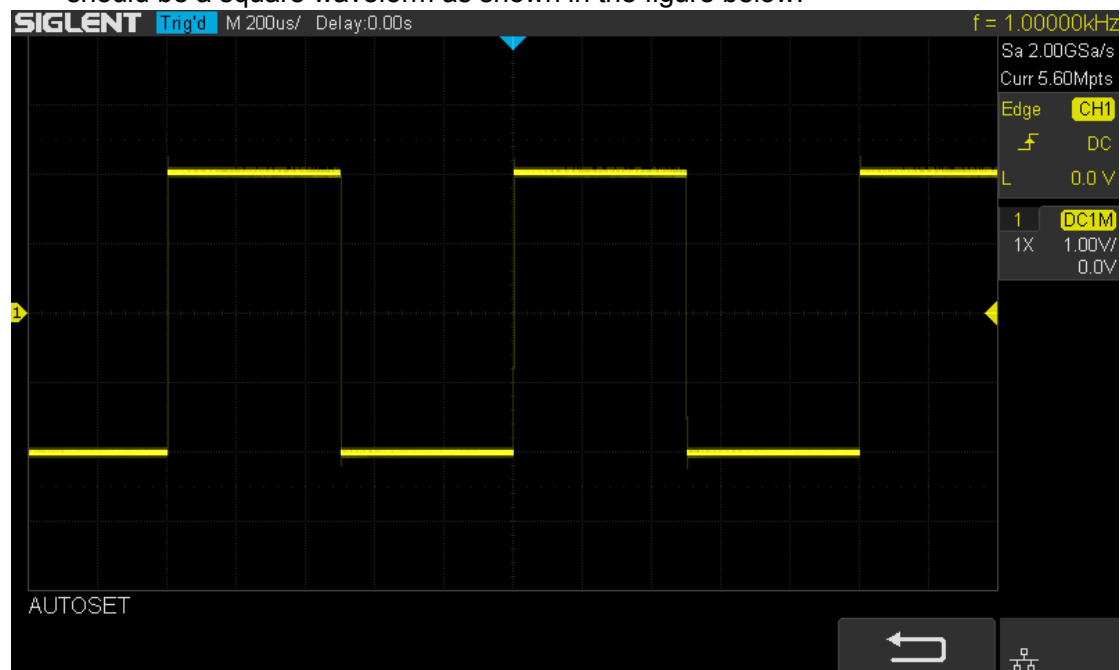 should be a square waveform as shown in the figure below.
SIGLENT Trig'd M 200us/ Delay:0.00s f = 1.00000kHz
Sa 2.00GSa/s
Curr 5.60Mpts
Edge CH1
DC
L 0.0 V
1 DC1M
1X 1.00V/
0.0V
1
AUTOSET